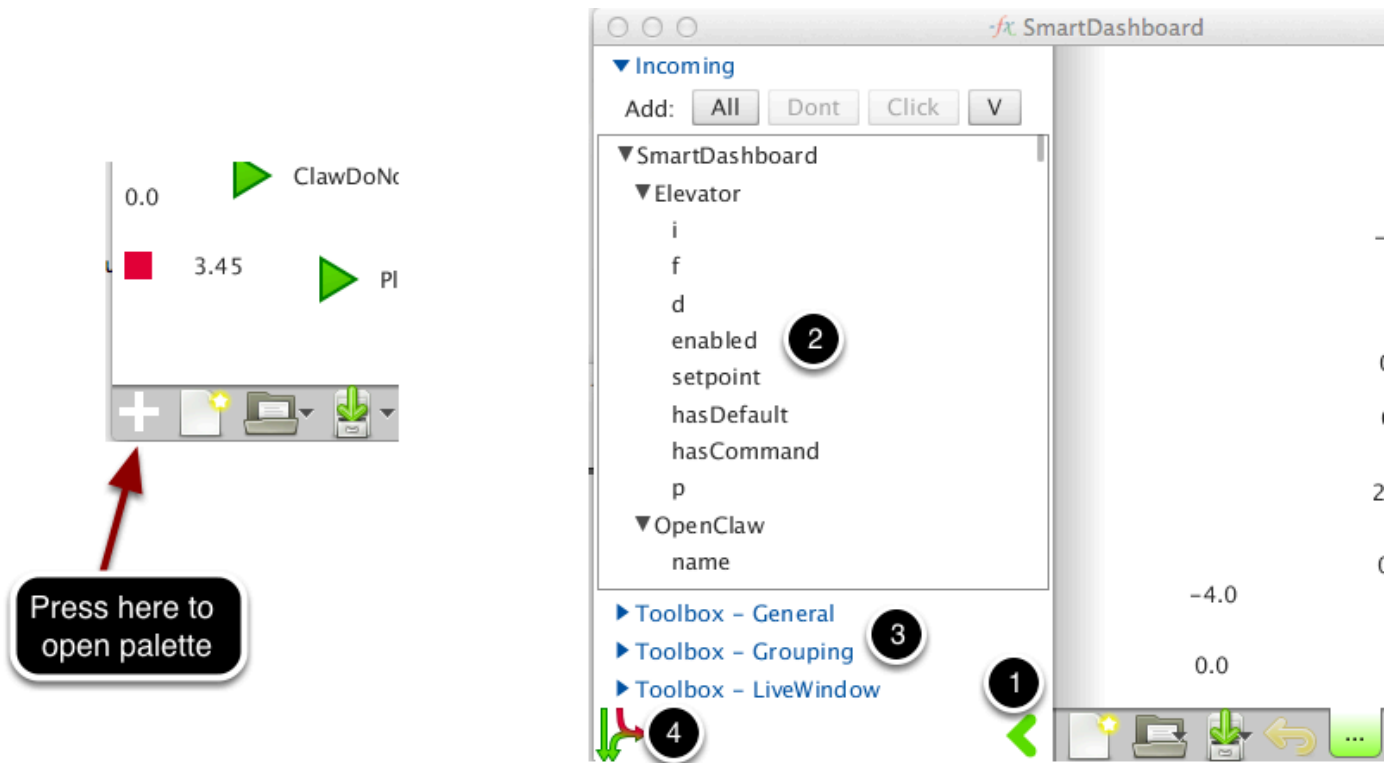 ClawDoNo
0.0
3.45
Pl
Press here to
open palette
SmartDashboard
Incoming
Add: All Dont Click V
SmartDashboard
Elevator
i
f
d
enabled
2
setpoint
hasDefault
hasCommand
p
OpenClaw
name
Toolbox – General
3
Toolbox – Grouping
Toolbox – LiveWindow
1
4
-4.0
0.0
2
...